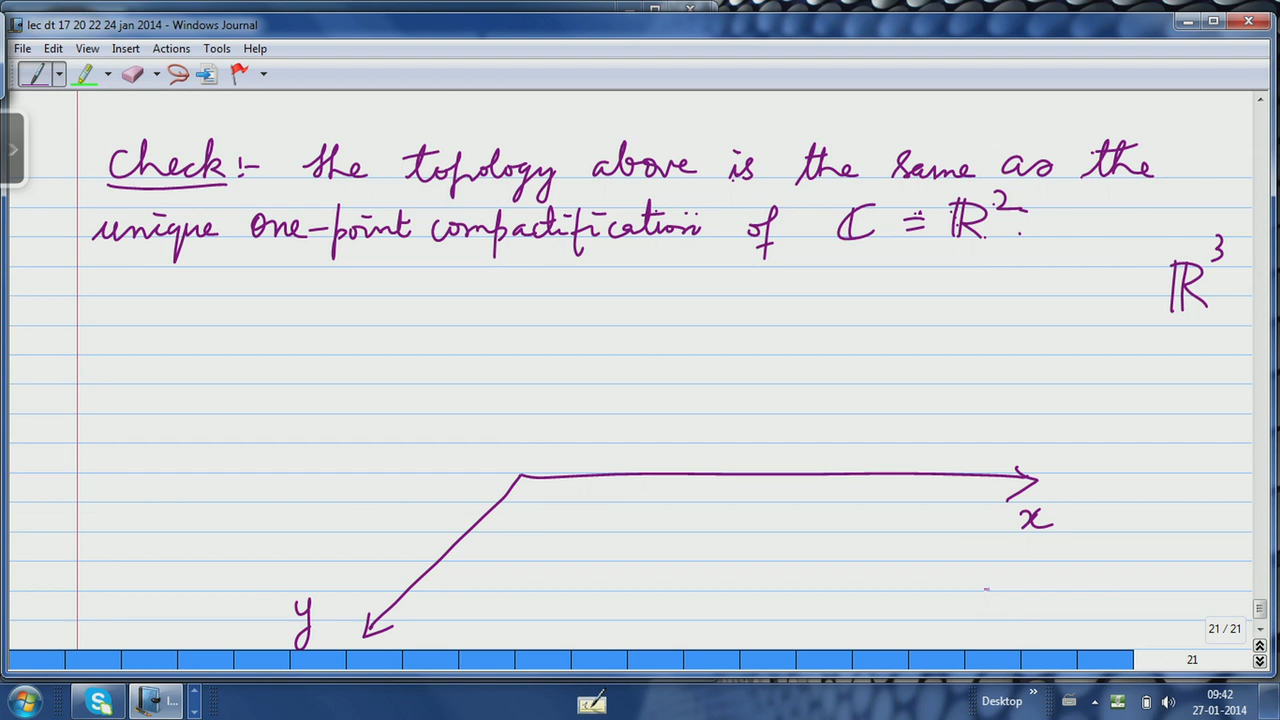 lec dt 17 20 22 24 jan 2014 - Windows Journal
File Edit View Insert Actions Tools Help
Check:- the topology above is the same as the
unique one-point compactification of ℂ ≡ ℝ².
ℝ³
x
y
21 / 21
21
I...
Desktop
09:42
27-01-2014